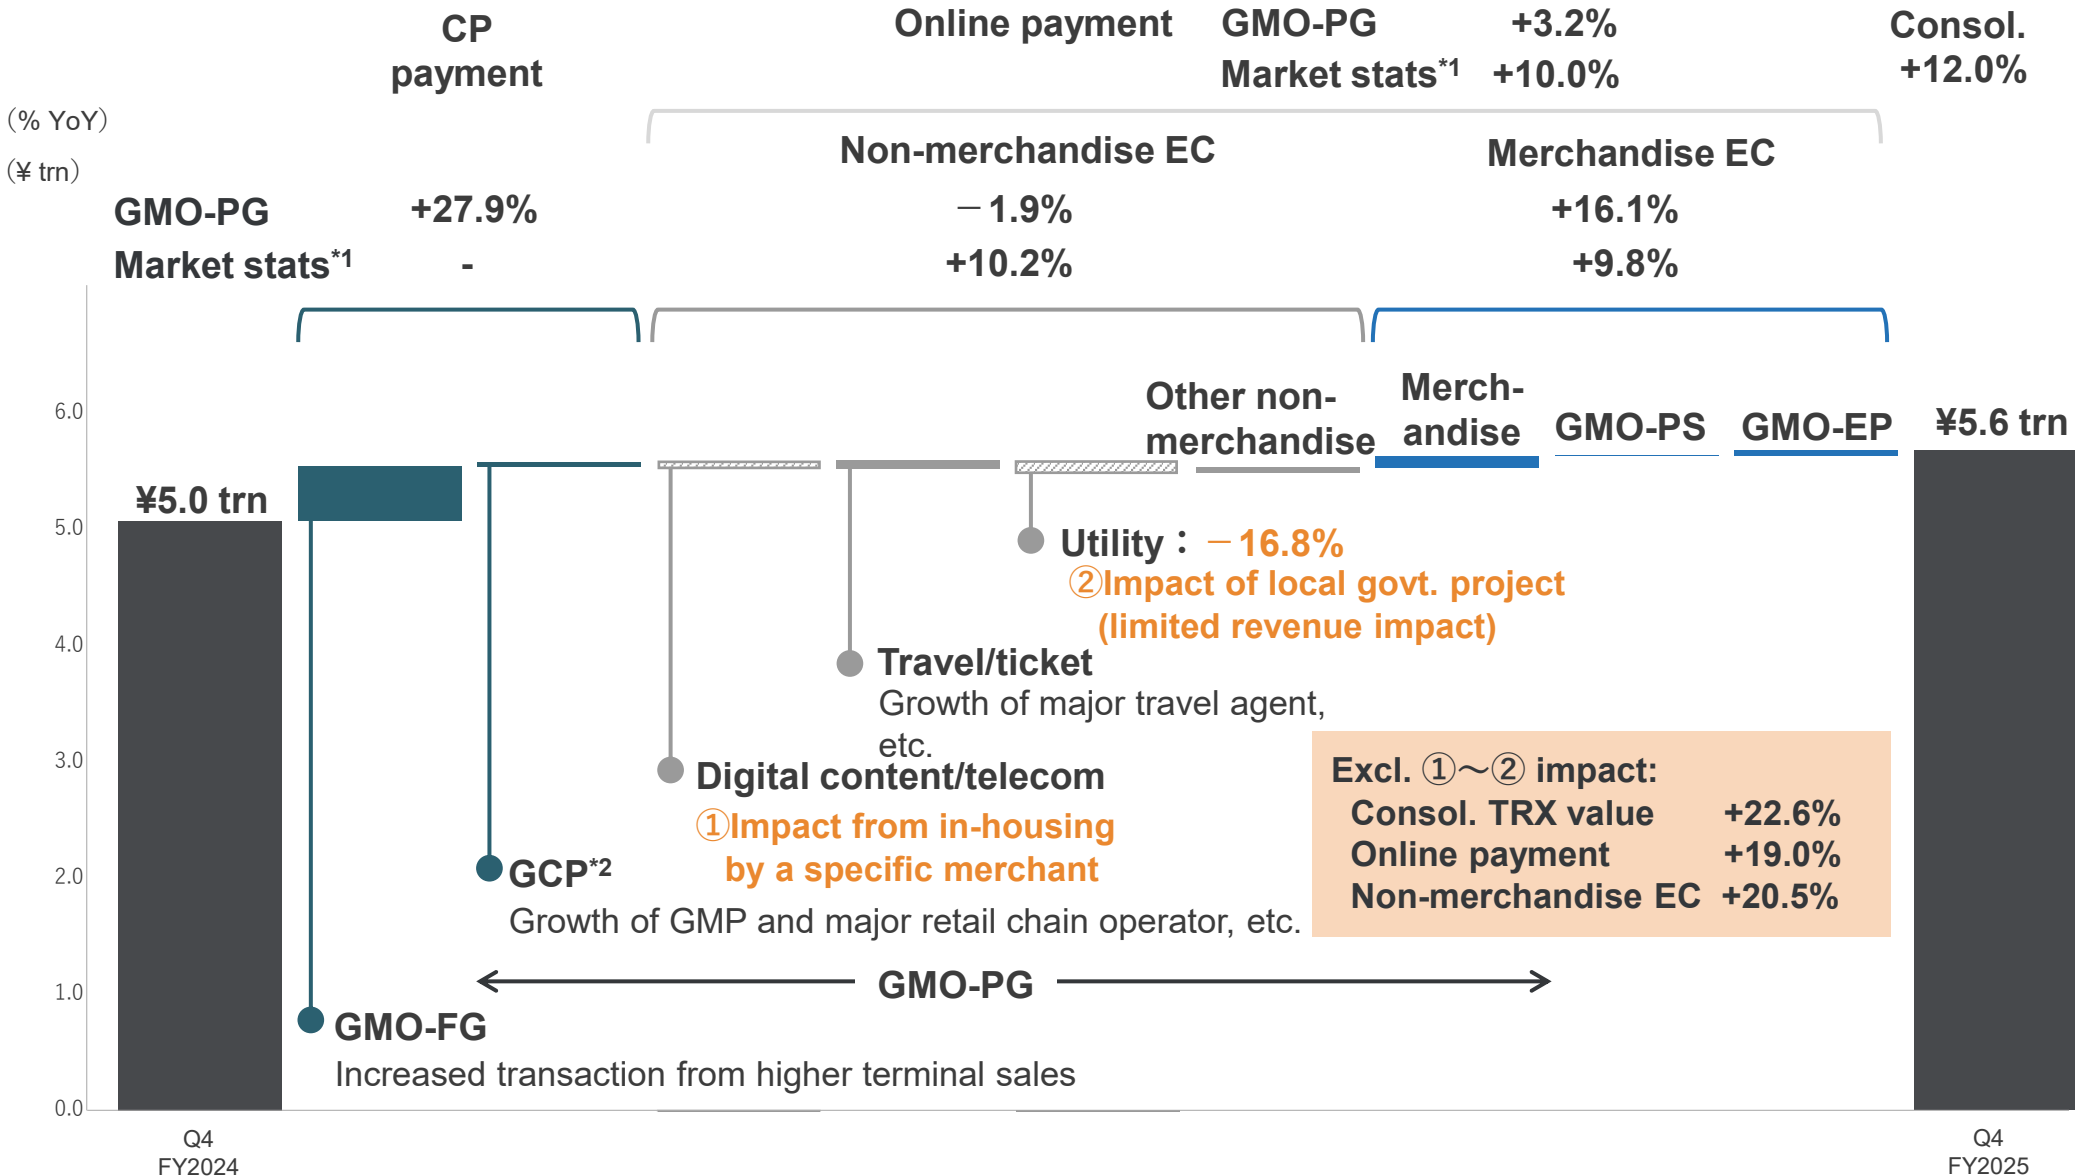 CP
payment
Online payment GMO-PG +3.2%
Market stats*1 +10.0%
Consol.
+12.0%
（% YoY）
（¥ trn）
Non-merchandise EC
Merchandise EC
GMO-PG +27.9% －1.9% +16.1%
Market stats*1 - +10.2% +9.8%
6.0
5.0
4.0
3.0
2.0
1.0
0.0
¥5.0 trn
Other non-
merchandise
Merch-
andise
GMO-PS
GMO-EP
¥5.6 trn
Utility：－16.8%
②Impact of local govt. project
(limited revenue impact)
Travel/ticket
Growth of major travel agent,
etc.
Digital content/telecom
①Impact from in-housing
by a specific merchant
GCP*2
Growth of GMP and major retail chain operator, etc.
Excl. ①～② impact:
Consol. TRX value +22.6%
Online payment +19.0%
Non-merchandise EC +20.5%
GMO-PG
GMO-FG
Increased transaction from higher terminal sales
Q4
FY2024
Q4
FY2025